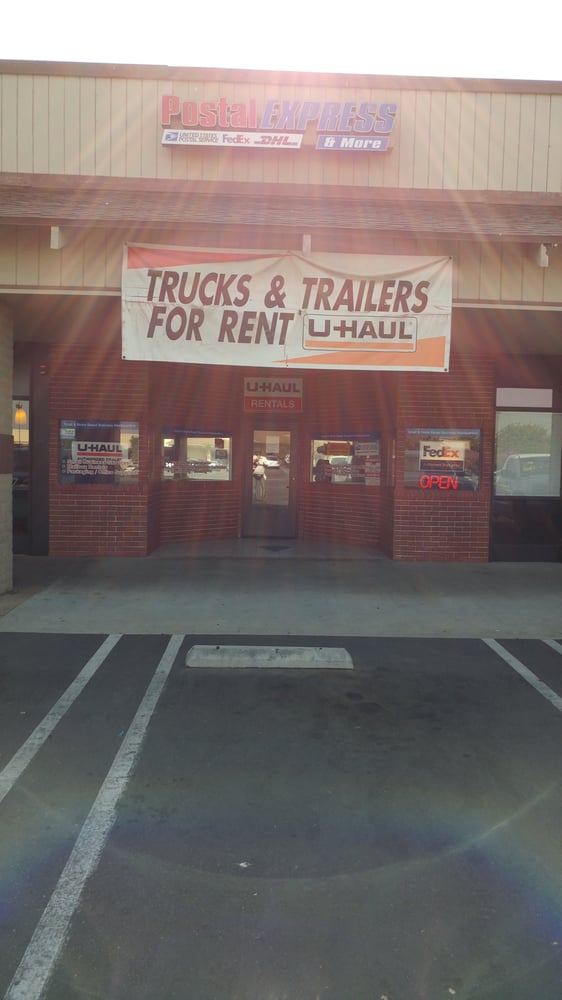 Postal EXPRESS
UNITED STATES POSTAL SERVICE FedEx DHL & More
TRUCKS & TRAILERS
FOR RENT U-HAUL
U-HAUL
RENTALS
U-HAUL
FedEx
OPEN